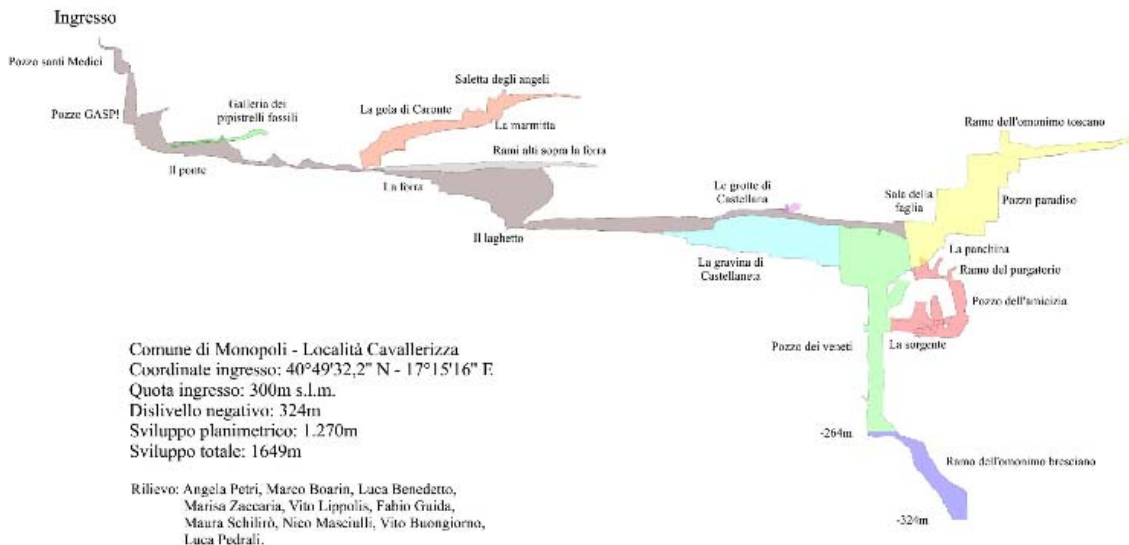 Ingresso
Pozzo santi Medici
Pozzo GASP!
Galleria dei
pipistrelli fossili
Il ponte
La gola di Caronte
Saletta degli angeli
La marmitta
Rami alti sopra la forra
La forra
Il laghetto
Le grotte di
Castellana
La gravina di
Castellaneta
Sala della
faglia
Ramo dell'omonimo toscano
Pozzo paradiso
La panchina
Ramo del purgatorio
Pozzo dell'amicizia
La sorgente
Pozzo dei veneti
-264m
Ramo dell'omonimo bresciano
-324m
Comune di Monopoli - Località Cavallerizza
Coordinate ingresso: 40°49'32,2" N - 17°15'16" E
Quota ingresso: 300m s.l.m.
Dislivello negativo: 324m
Sviluppo planimetrico: 1.270m
Sviluppo totale: 1649m
Rilievo: Angela Petri, Marco Boarin, Luca Benedetto,
Marisa Zaccaria, Vito Lippolis, Fabio Guida,
Maura Schilirò, Nico Masciulli, Vito Buongiorno,
Luca Pedrali.